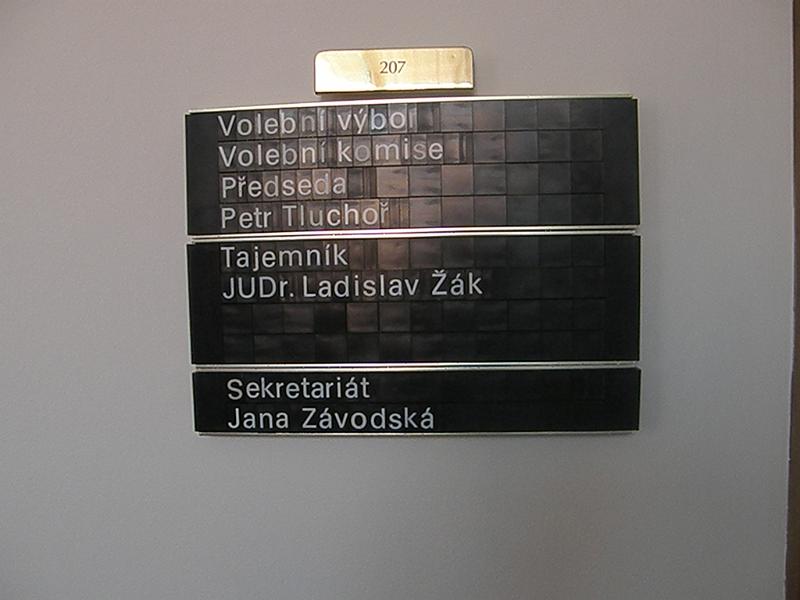 207
Volební výbor
Volební komise
Předseda
Petr Tluchoř
Tajemník
JUDr. Ladislav Žák
Sekretariát
Jana Závodská